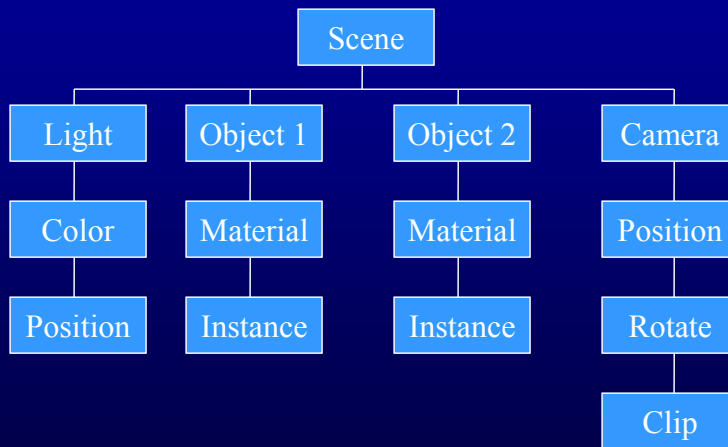 Scene
Light
Object 1
Object 2
Camera
Color
Material
Material
Position
Position
Instance
Instance
Rotate
Clip